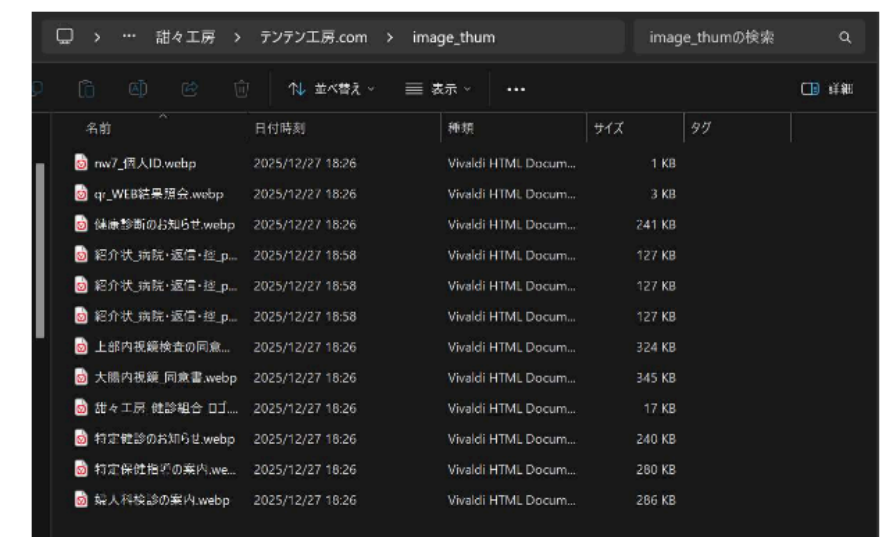 › … 甜々工房 › テンテン工房.com › image_thum image_thumの検索
並べ替え 表示 … 詳細
名前 日付時刻 種類 サイズ タグ
nw7_個人ID.webp 2025/12/27 18:26 Vivaldi HTML Docum... 1 KB
qr_WEB結果照会.webp 2025/12/27 18:26 Vivaldi HTML Docum... 3 KB
健康診断のお知らせ.webp 2025/12/27 18:26 Vivaldi HTML Docum... 241 KB
紹介状_病院・返信・控_p... 2025/12/27 18:58 Vivaldi HTML Docum... 127 KB
紹介状_病院・返信・控_p... 2025/12/27 18:58 Vivaldi HTML Docum... 127 KB
紹介状_病院・返信・控_p... 2025/12/27 18:58 Vivaldi HTML Docum... 127 KB
上部内視鏡検査の同意... 2025/12/27 18:26 Vivaldi HTML Docum... 324 KB
大腸内視鏡_同意書.webp 2025/12/27 18:26 Vivaldi HTML Docum... 345 KB
甜々工房 健診組合 ロゴ... 2025/12/27 18:26 Vivaldi HTML Docum... 17 KB
特定健診のお知らせ.webp 2025/12/27 18:26 Vivaldi HTML Docum... 240 KB
特定保健指導の案内.we... 2025/12/27 18:26 Vivaldi HTML Docum... 280 KB
婦人科検診の案内.webp 2025/12/27 18:26 Vivaldi HTML Docum... 286 KB